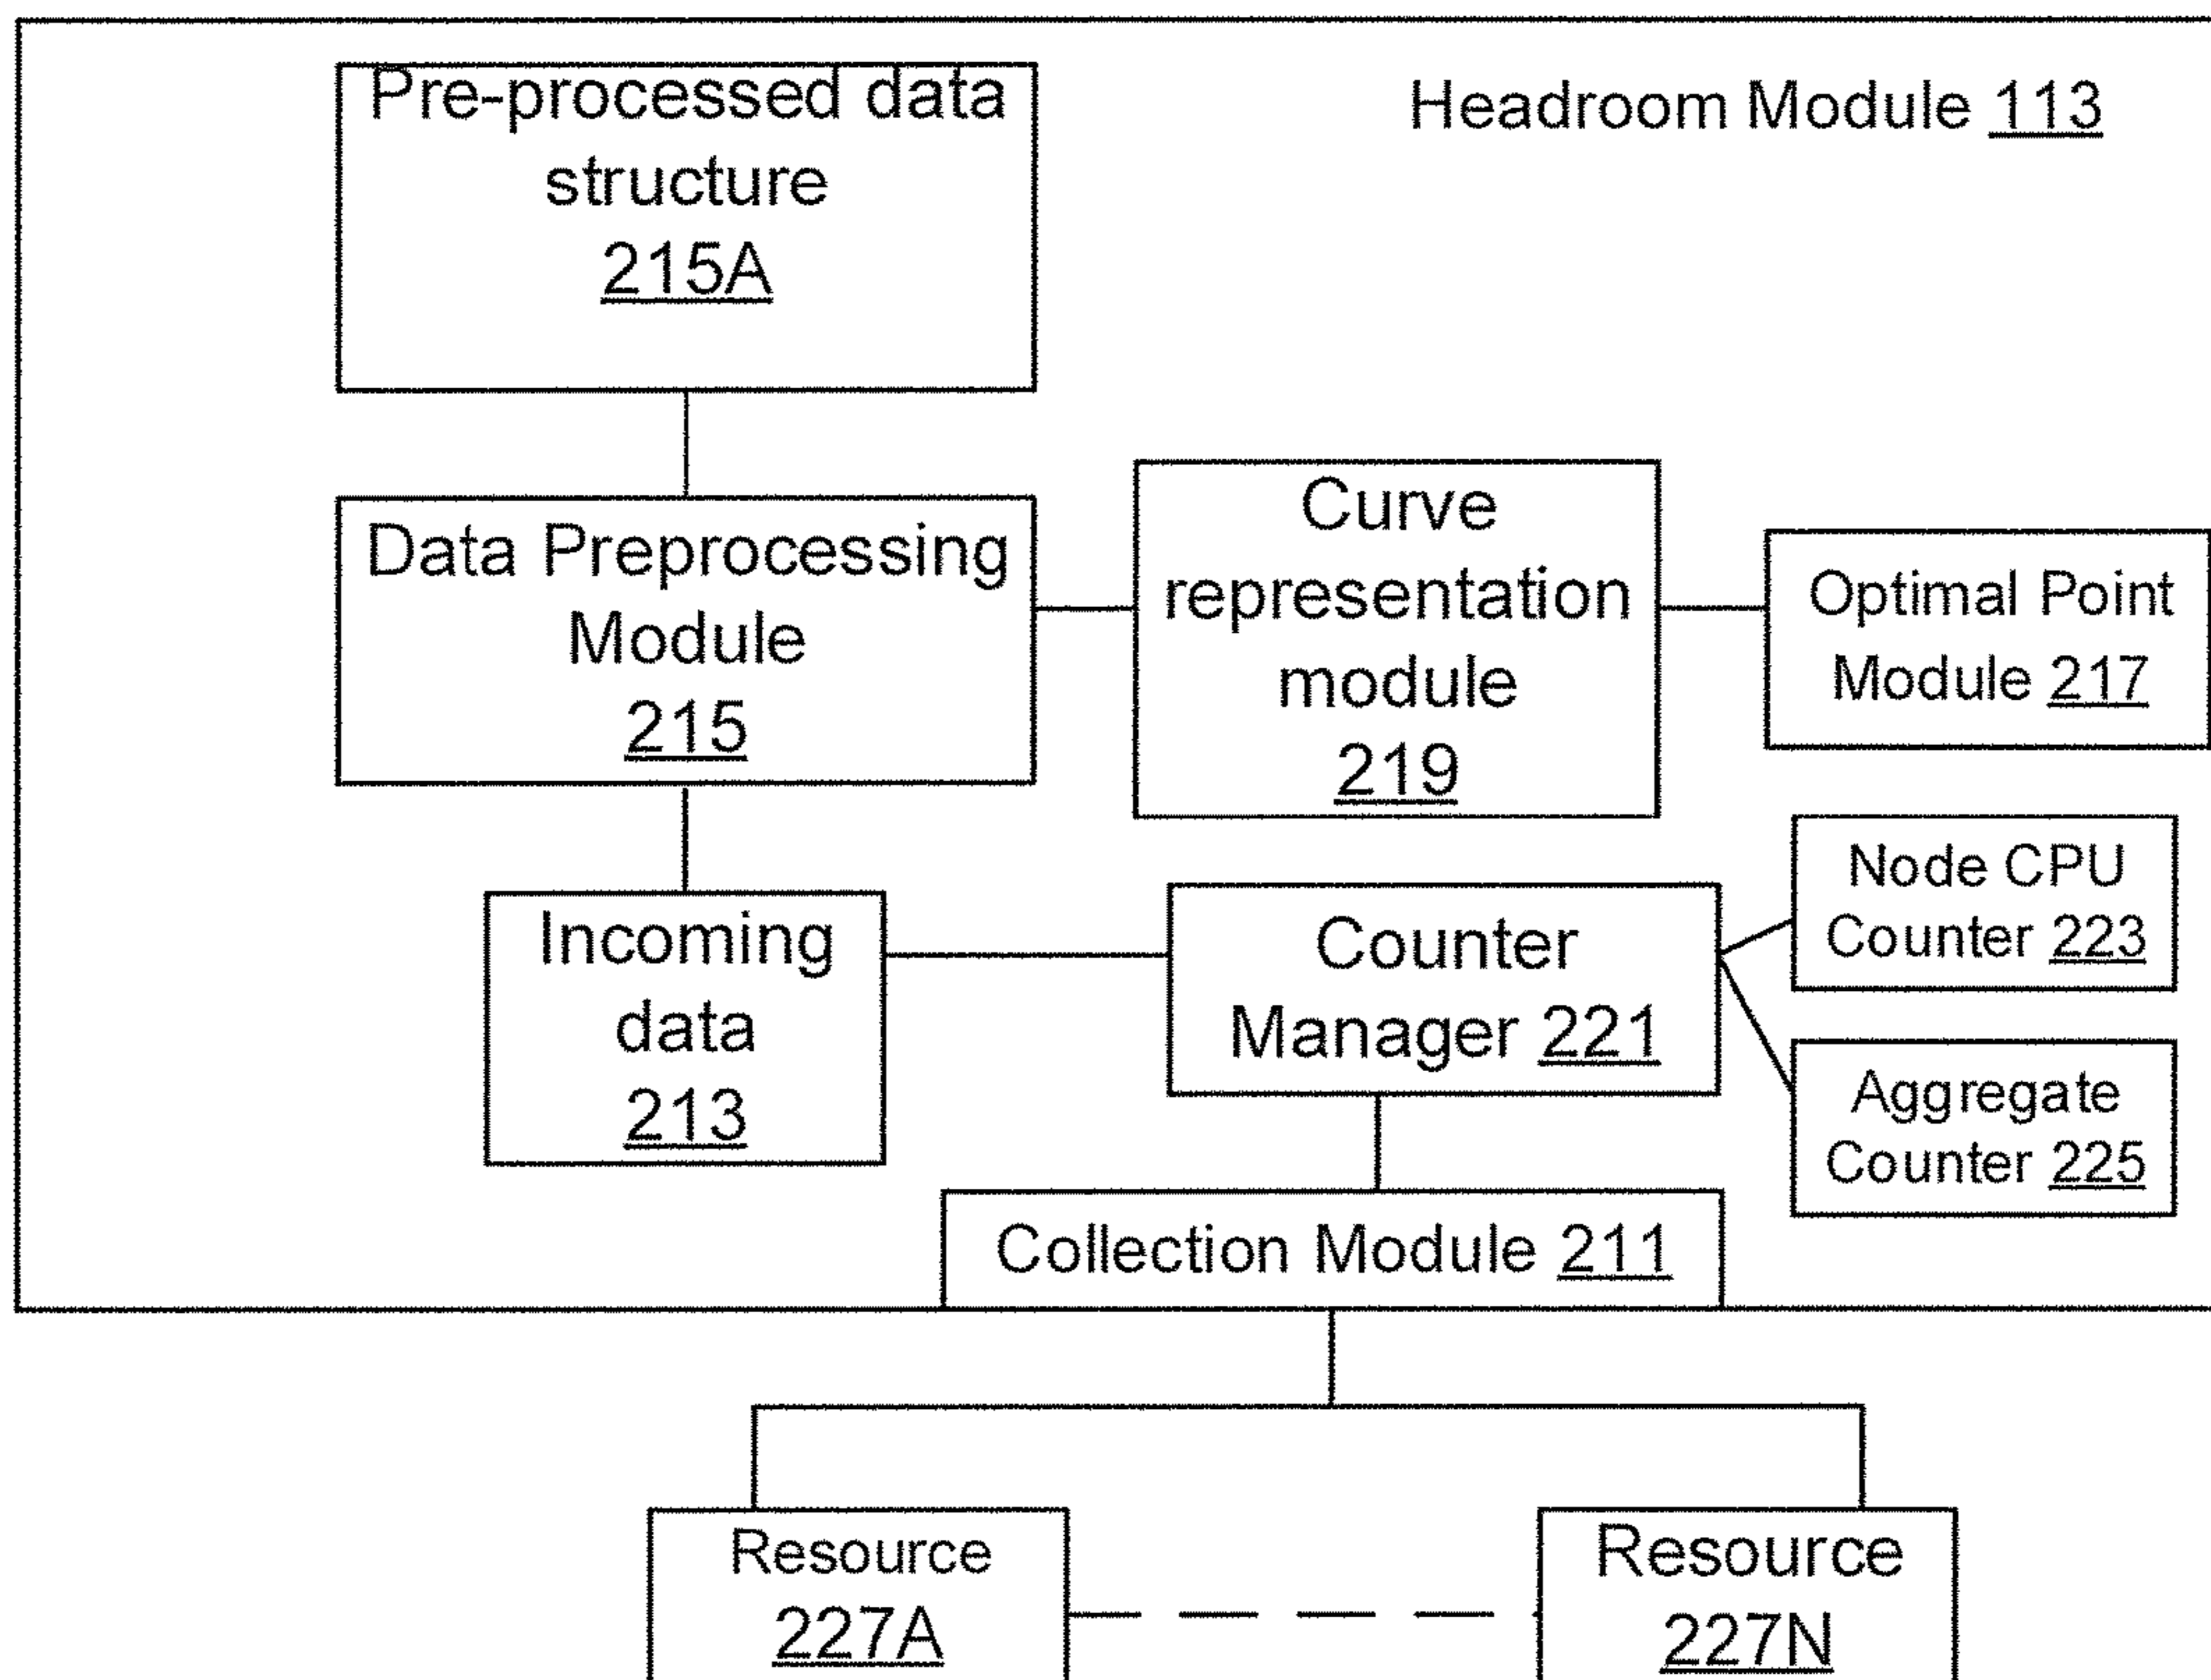 Pre-processed data
structure
215A
Headroom Module 113
Data Preprocessing
Module
215
Curve
representation
module
219
Optimal Point
Module 217
Incoming
data
213
Counter
Manager 221
Node CPU
Counter 223
Aggregate
Counter 225
Collection Module 211
Resource
227A
Resource
227N